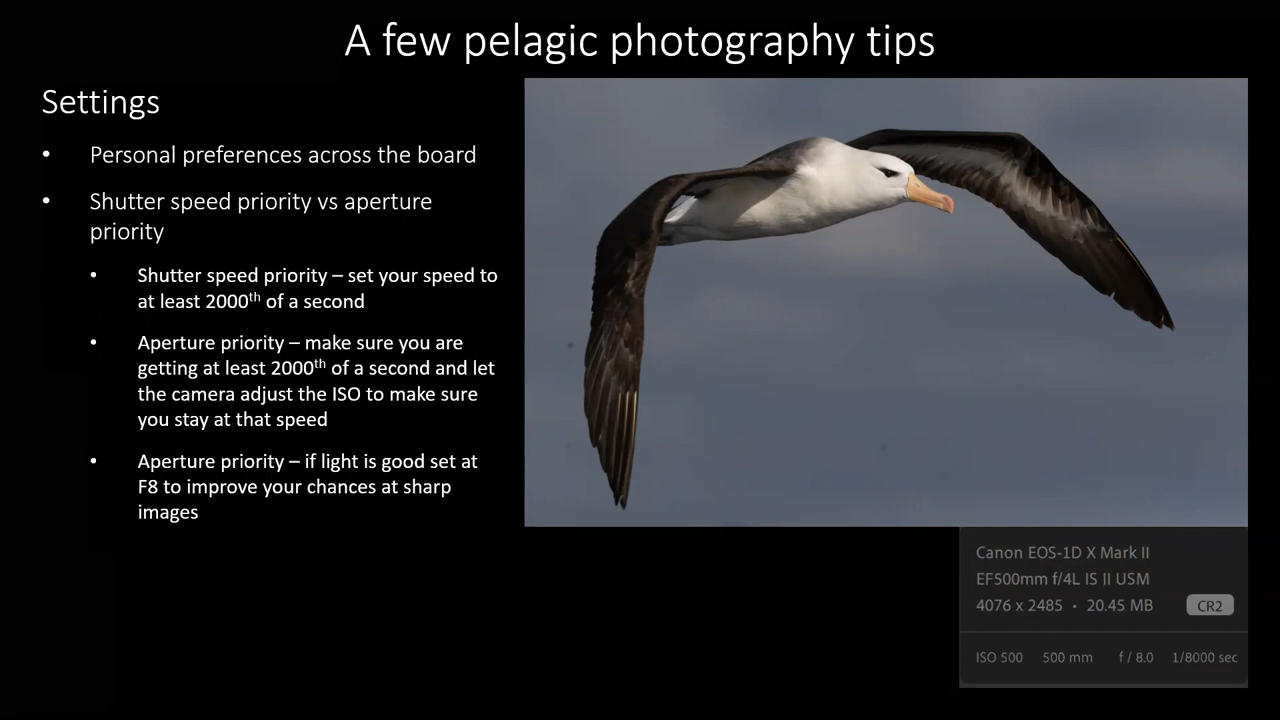 A few pelagic photography tips
Settings
• Personal preferences across the board
• Shutter speed priority vs aperture
priority
• Shutter speed priority – set your speed to
at least 2000th of a second
• Aperture priority – make sure you are
getting at least 2000th of a second and let
the camera adjust the ISO to make sure
you stay at that speed
• Aperture priority – if light is good set at
F8 to improve your chances at sharp
images
Canon EOS-1D X Mark II
EF500mm f/4L IS II USM
4076 x 2485 • 20.45 MB CR2
ISO 500 500 mm f / 8.0 1/8000 sec